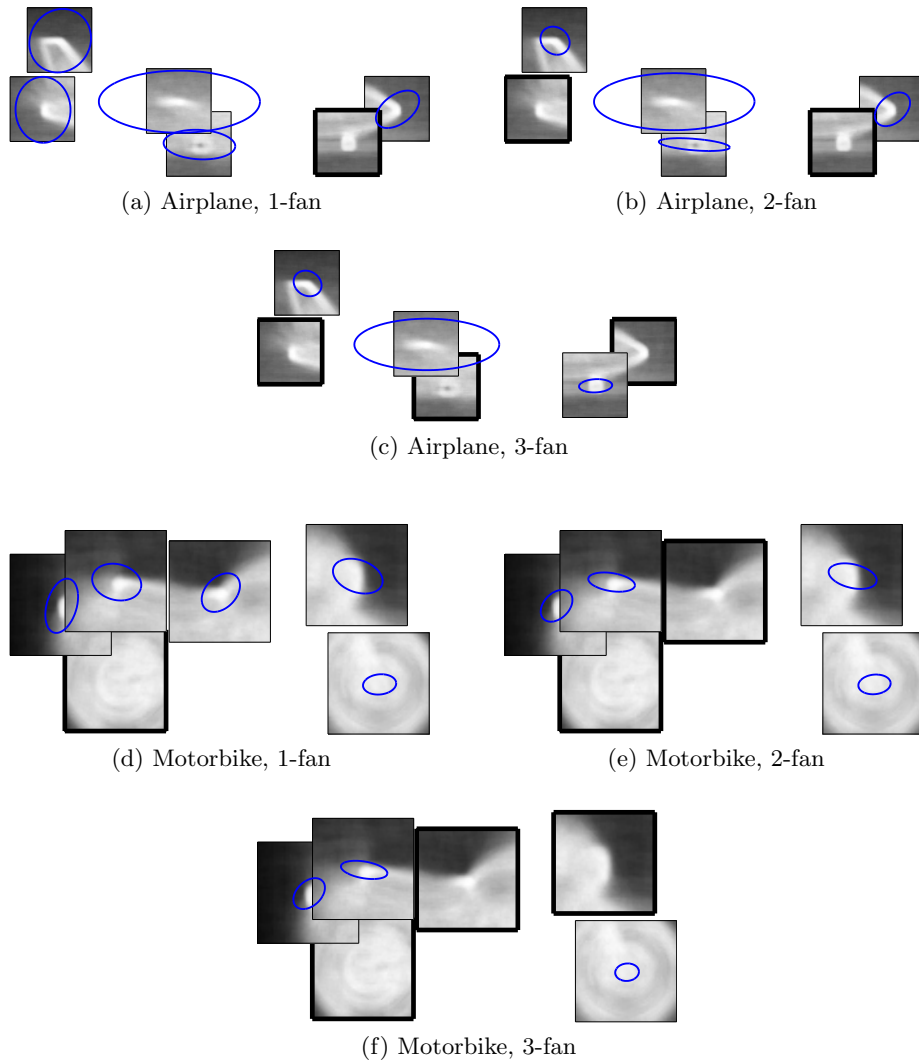 (a) Airplane, 1-fan
(b) Airplane, 2-fan
(c) Airplane, 3-fan
(d) Motorbike, 1-fan
(e) Motorbike, 2-fan
(f) Motorbike, 3-fan